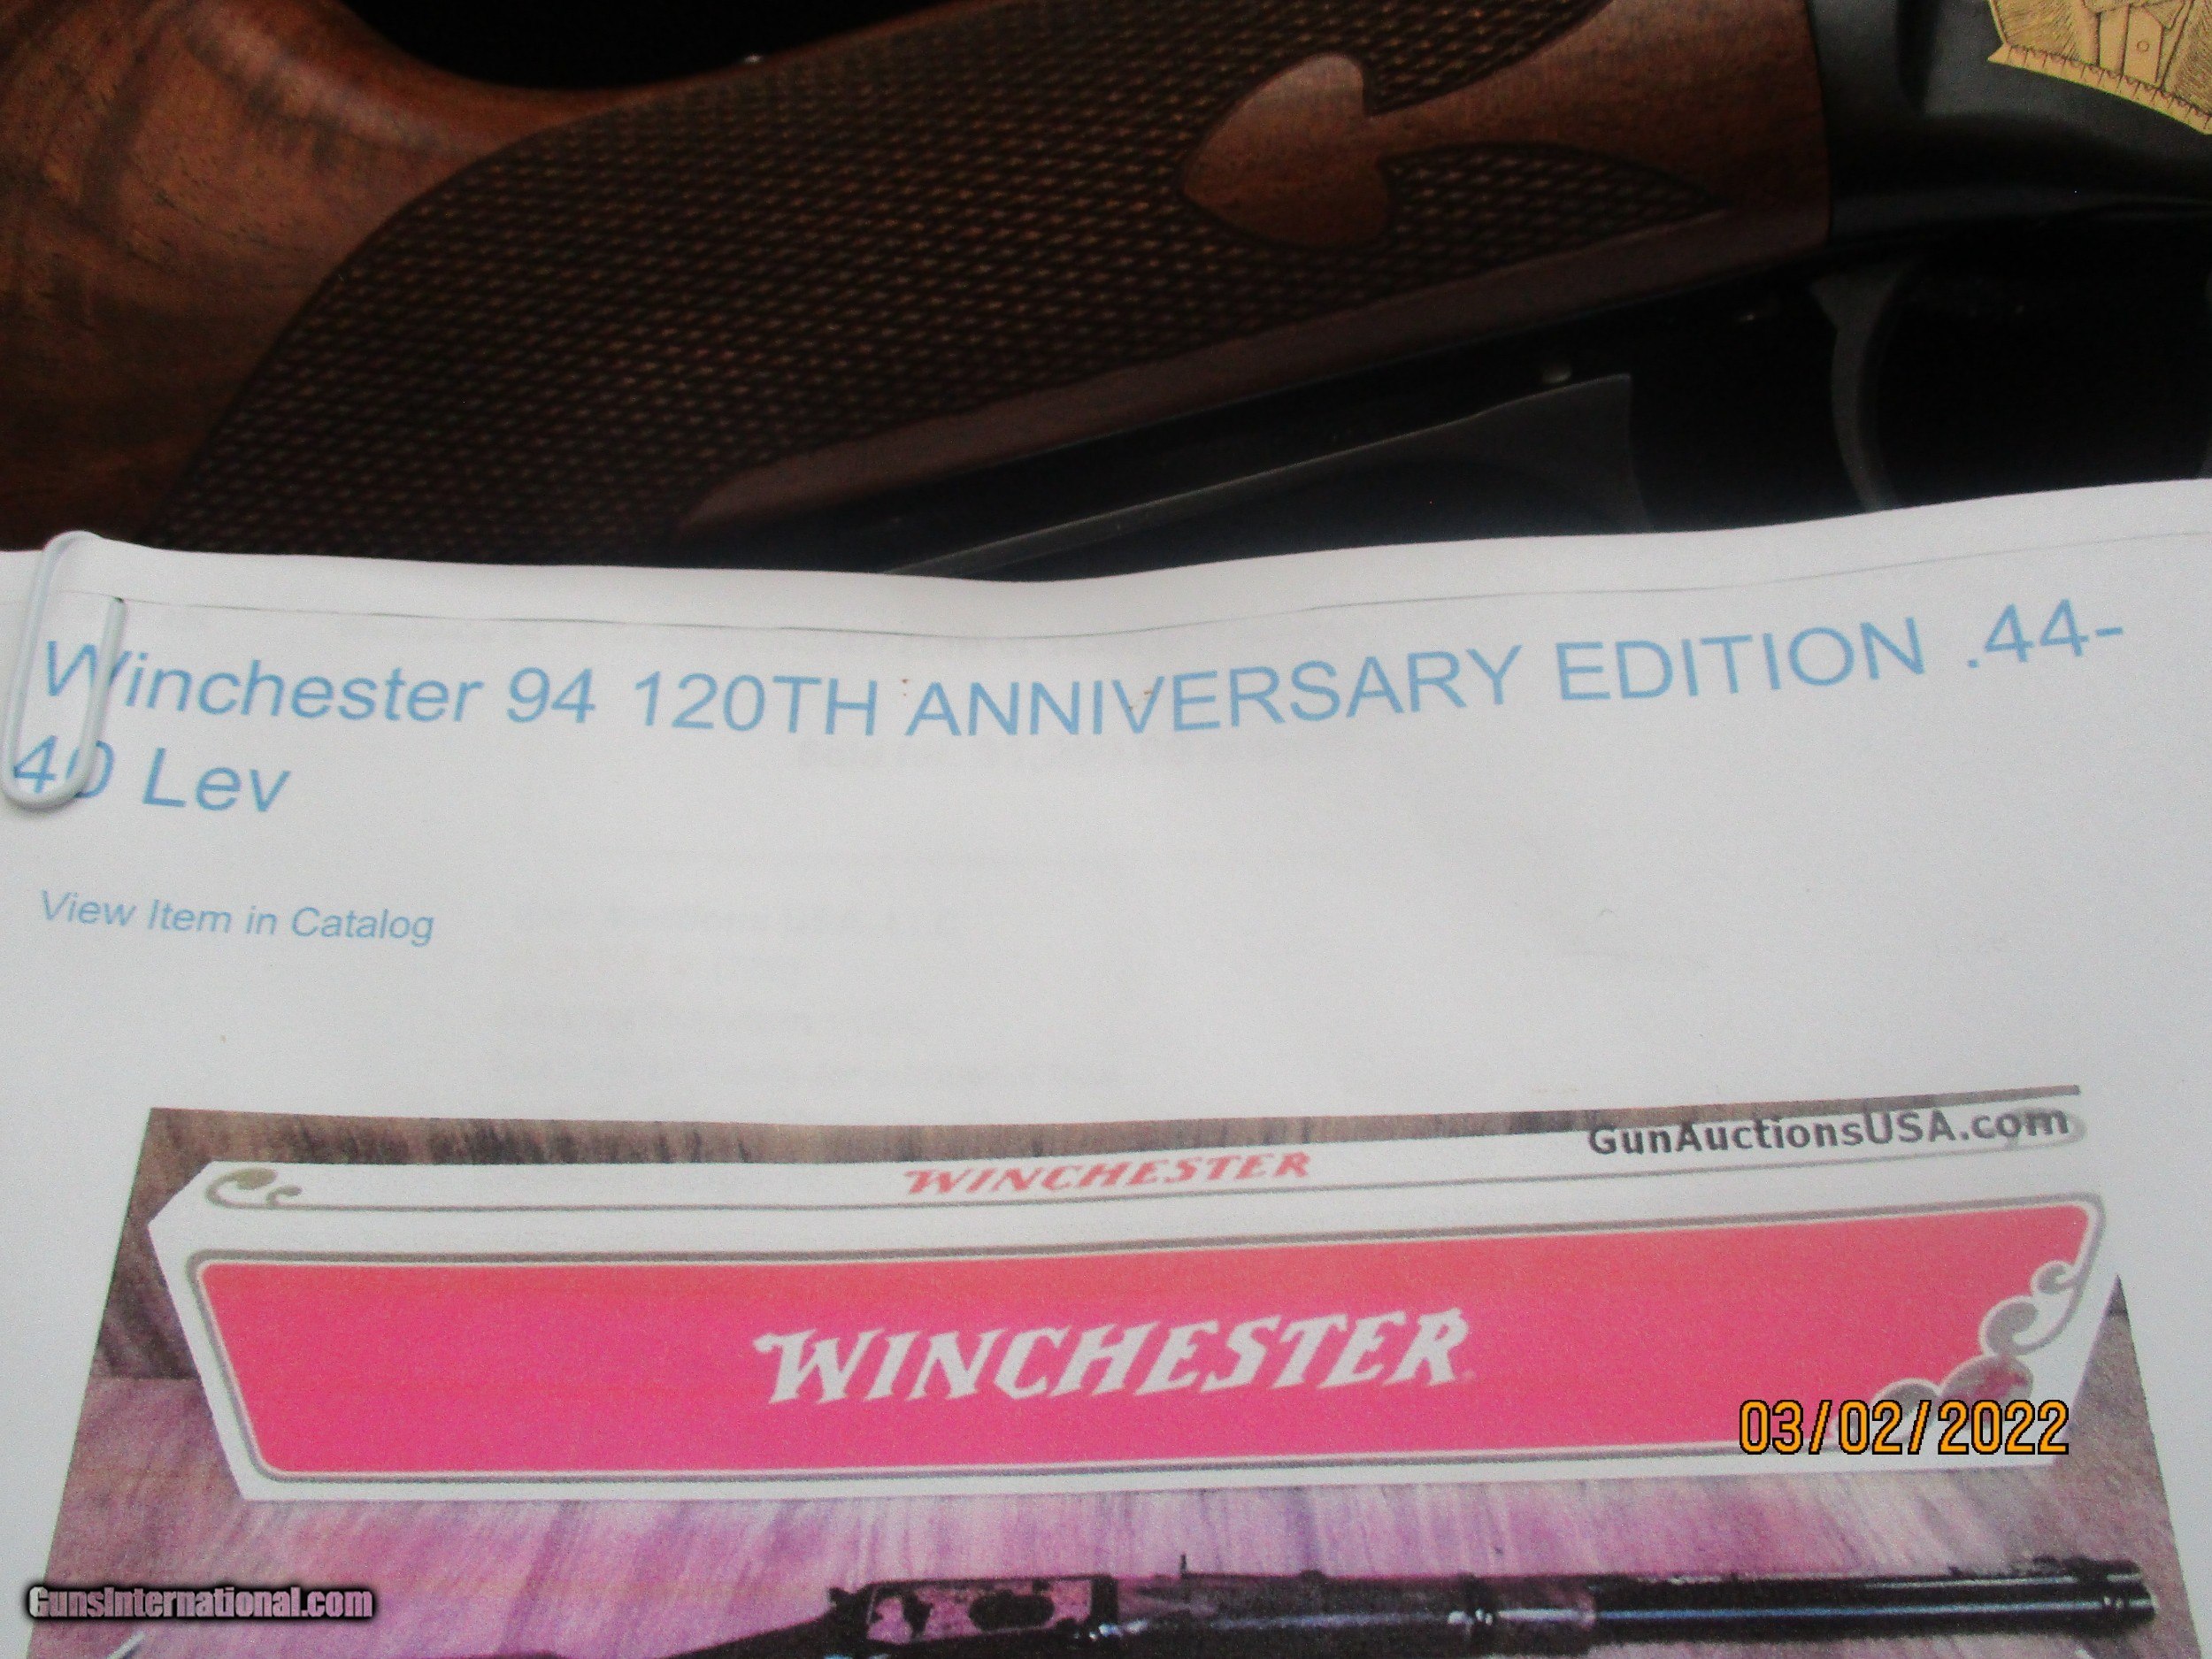 Winchester 94 120TH ANNIVERSARY EDITION .44-
40 Lev
View Item in Catalog
GunAuctionsUSA.com
WINCHESTER
WINCHESTER
03/02/2022
GunsInternational.com